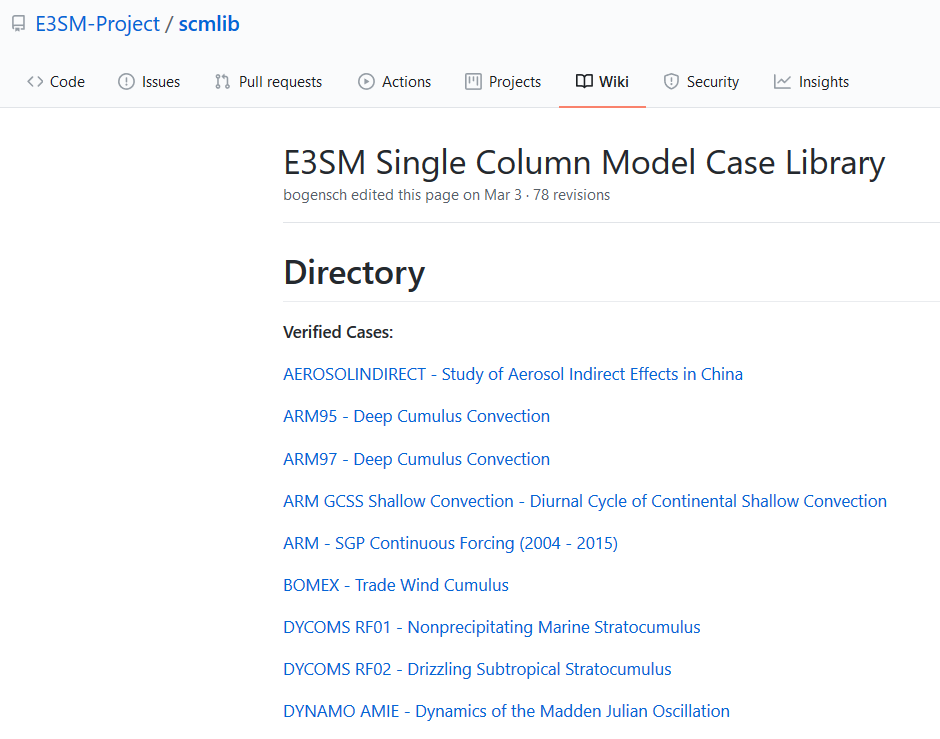 E3SM-Project / scmlib
Code Issues Pull requests Actions Projects Wiki Security Insights
E3SM Single Column Model Case Library
bogensch edited this page on Mar 3 · 78 revisions
Directory
Verified Cases:
AEROSOLINDIRECT - Study of Aerosol Indirect Effects in China
ARM95 - Deep Cumulus Convection
ARM97 - Deep Cumulus Convection
ARM GCSS Shallow Convection - Diurnal Cycle of Continental Shallow Convection
ARM - SGP Continuous Forcing (2004 - 2015)
BOMEX - Trade Wind Cumulus
DYCOMS RF01 - Nonprecipitating Marine Stratocumulus
DYCOMS RF02 - Drizzling Subtropical Stratocumulus
DYNAMO AMIE - Dynamics of the Madden Julian Oscillation